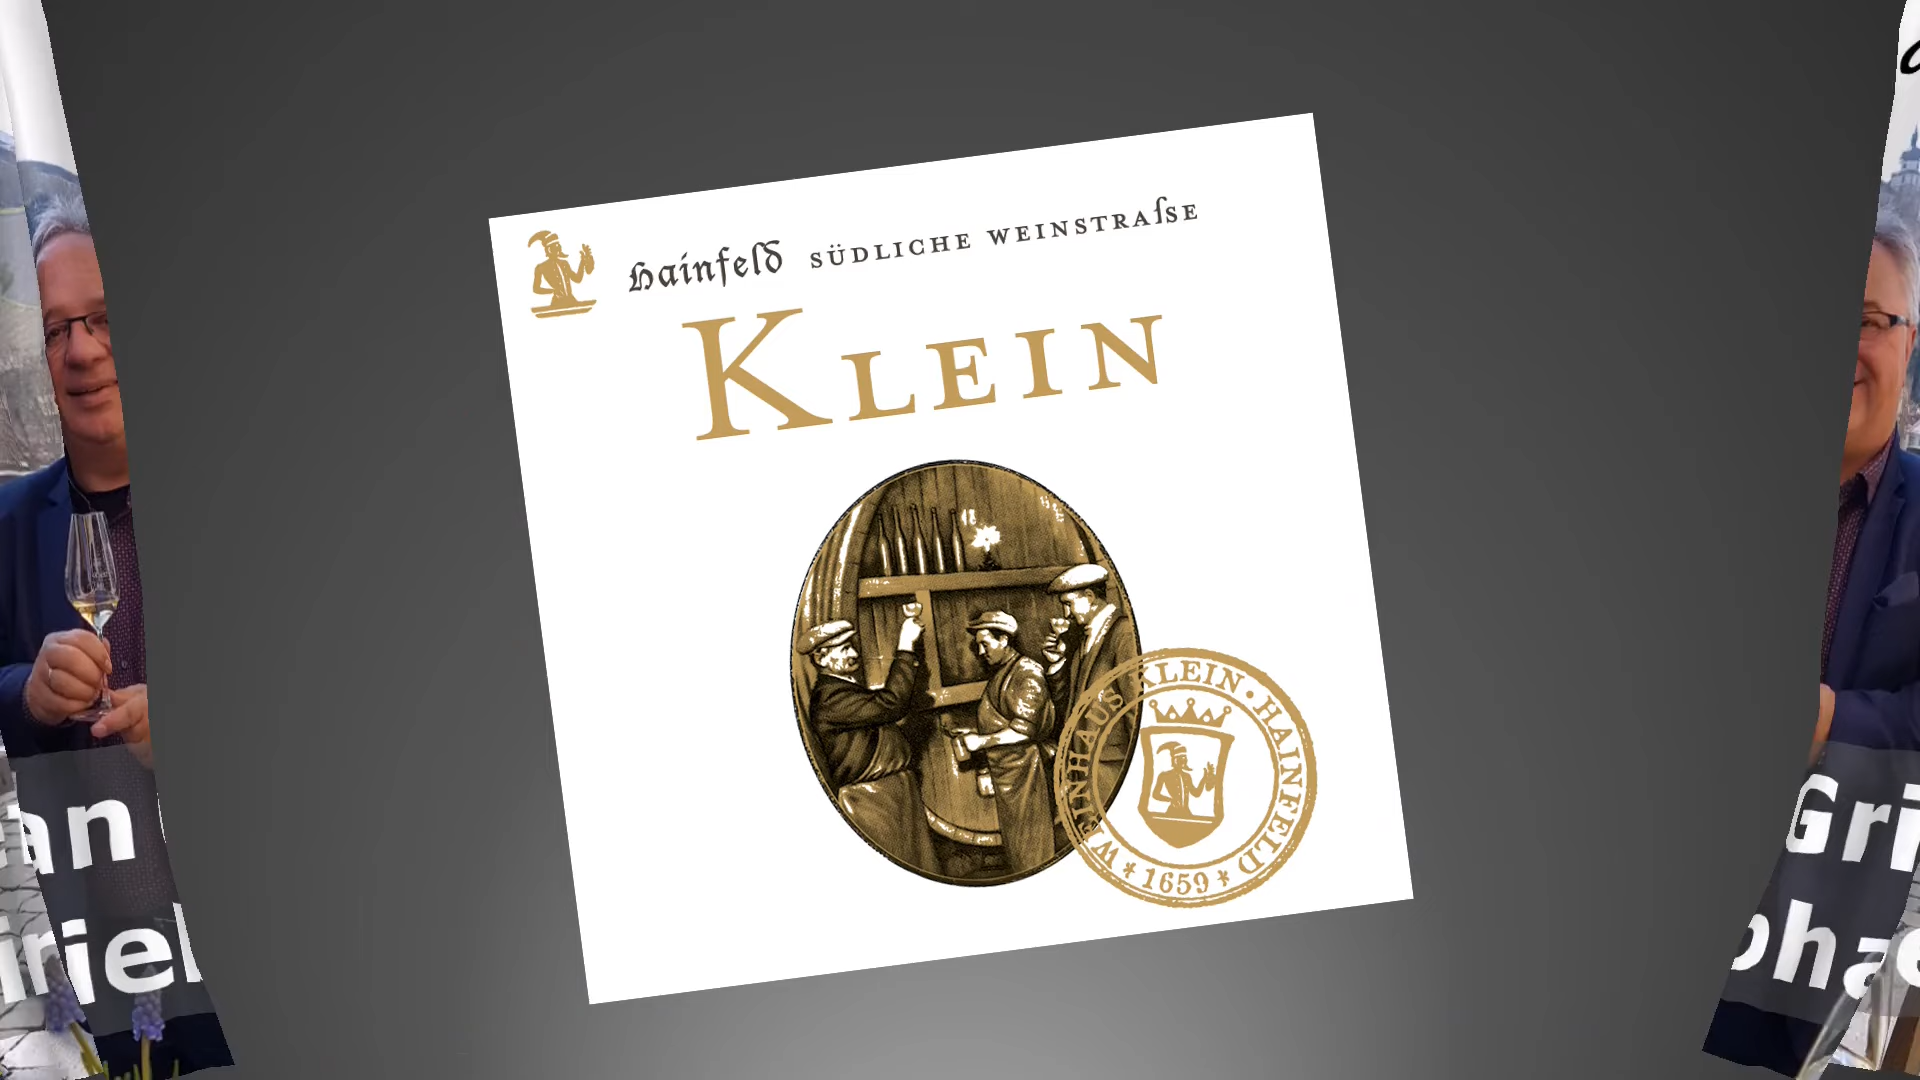 Hainfeld SÜDLICHE WEINSTRAſSE
KLEIN
WEINHAUS KLEIN • HAINFELD
* 1659 *